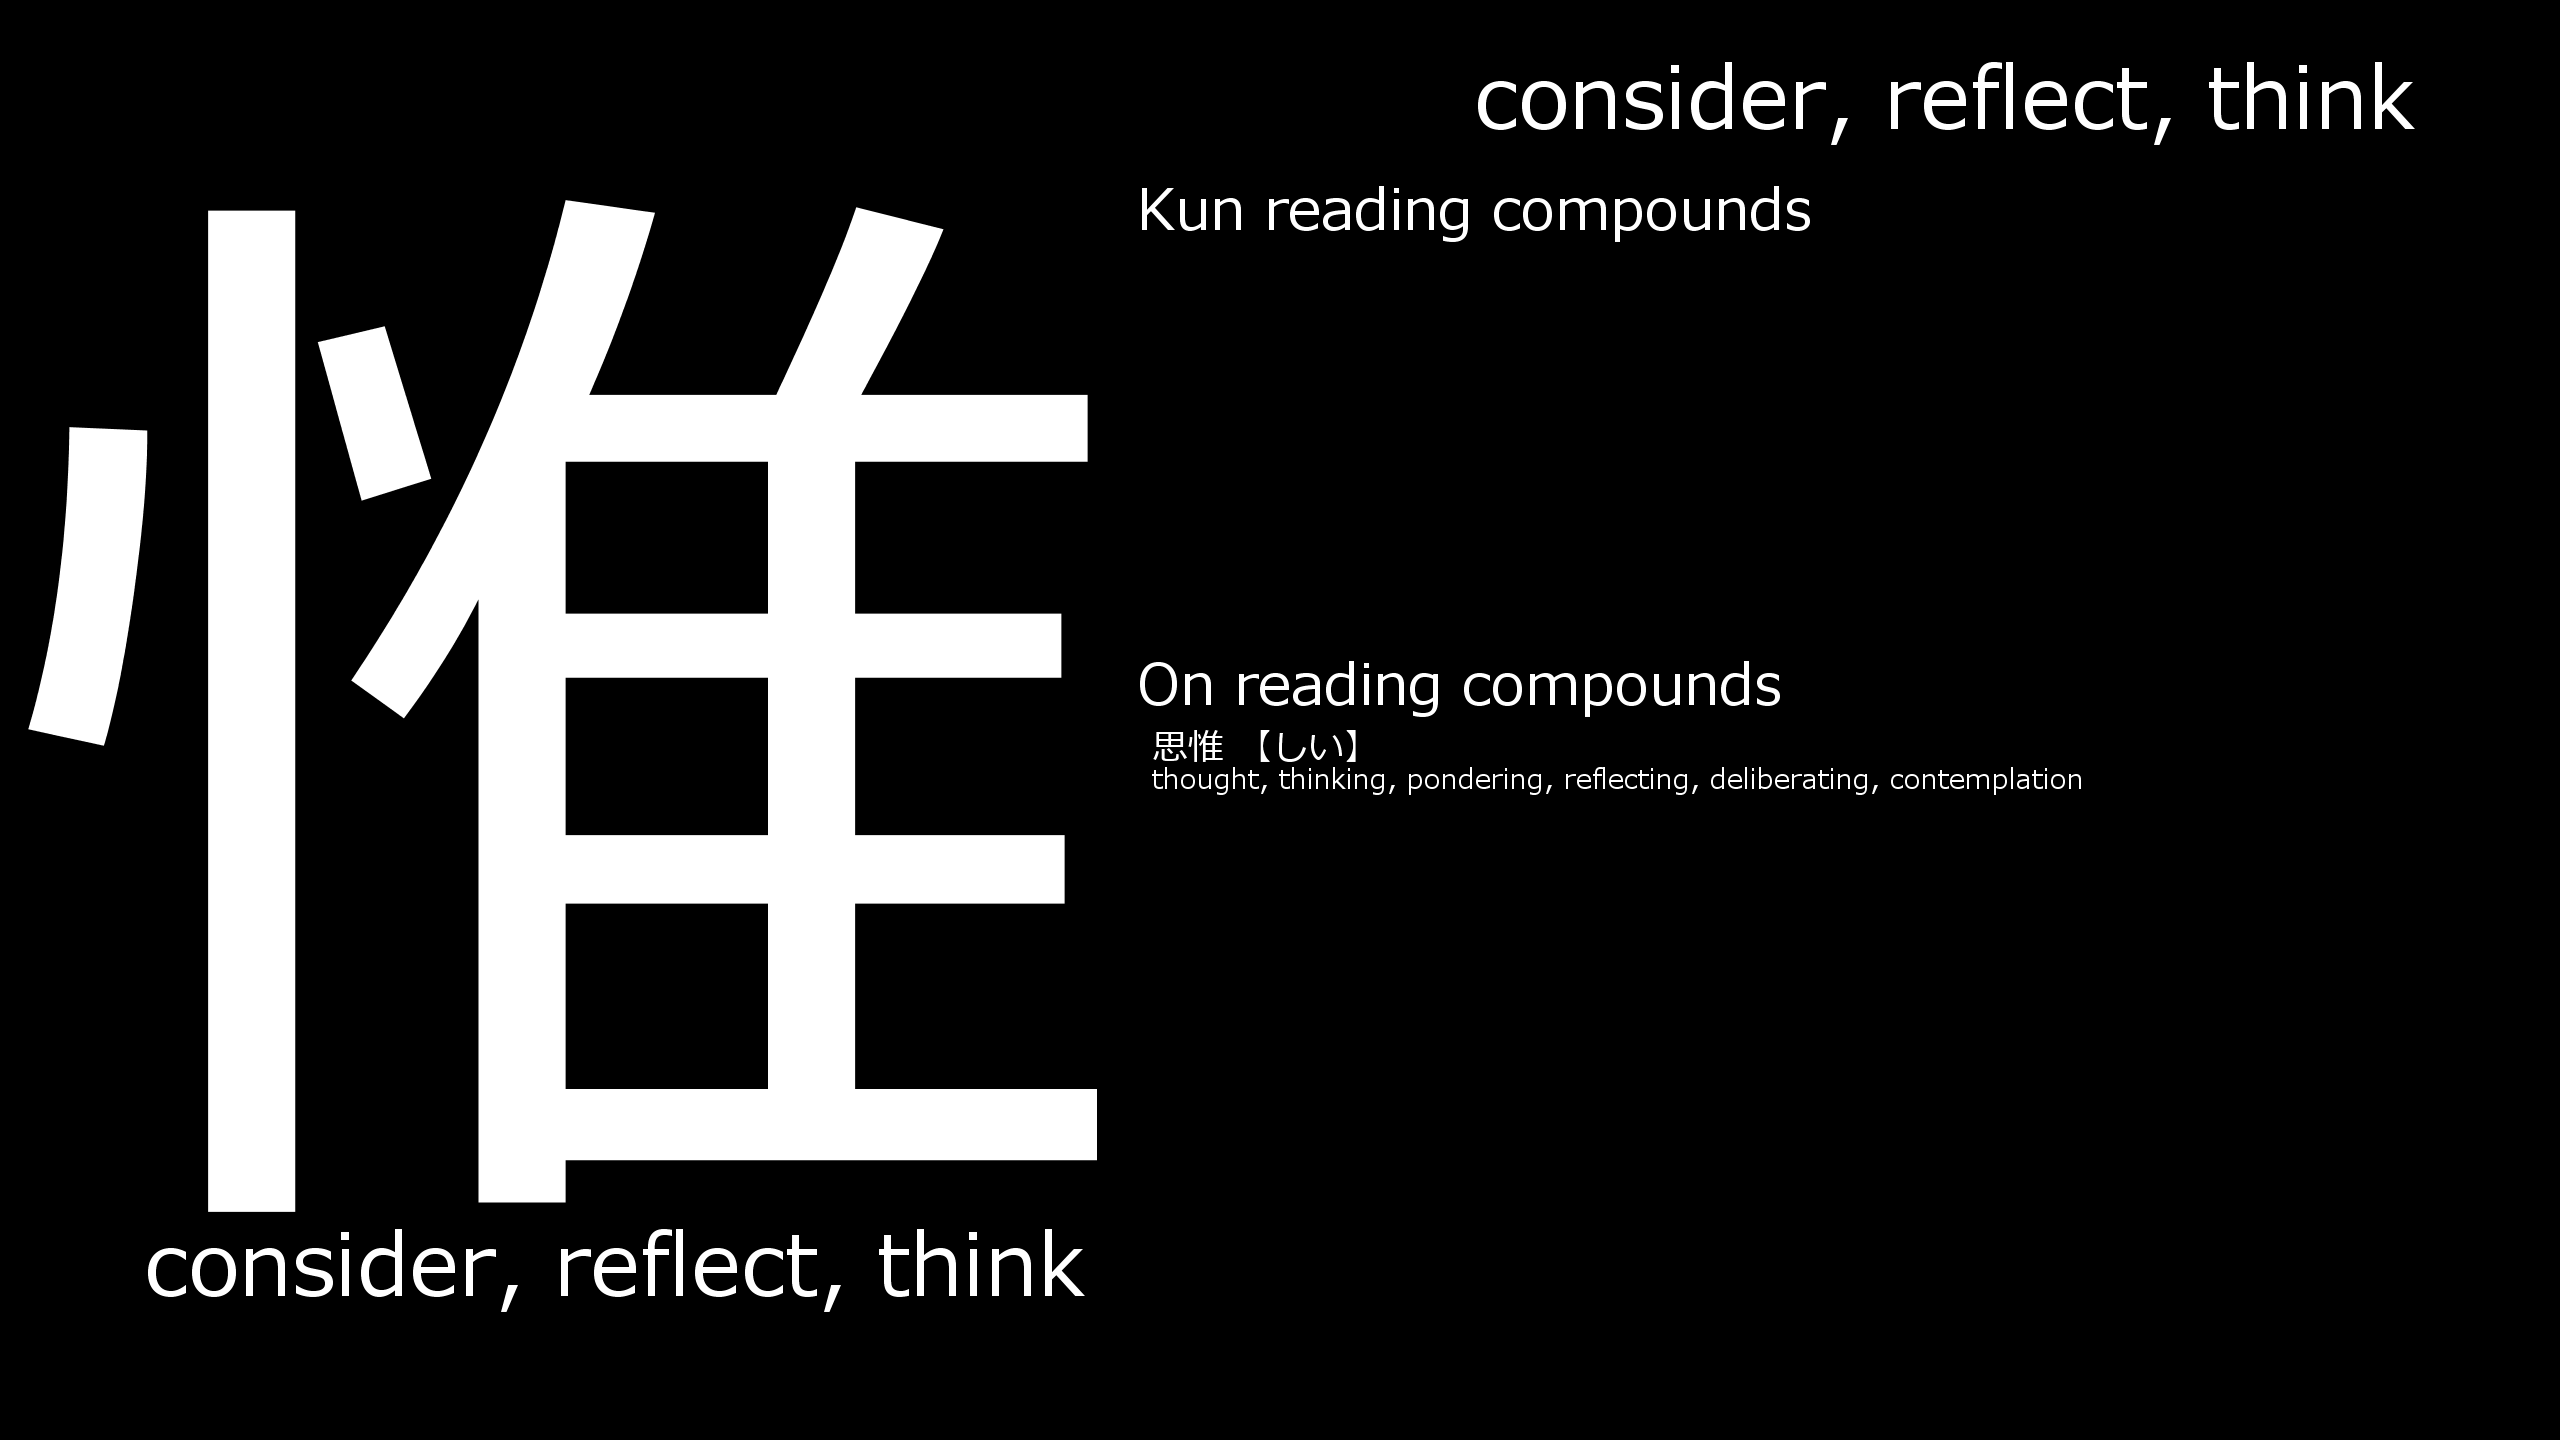 惟
consider, reflect, think
consider, reflect, think
Kun reading compounds
On reading compounds
思惟 【しい】
thought, thinking, pondering, reflecting, deliberating, contemplation